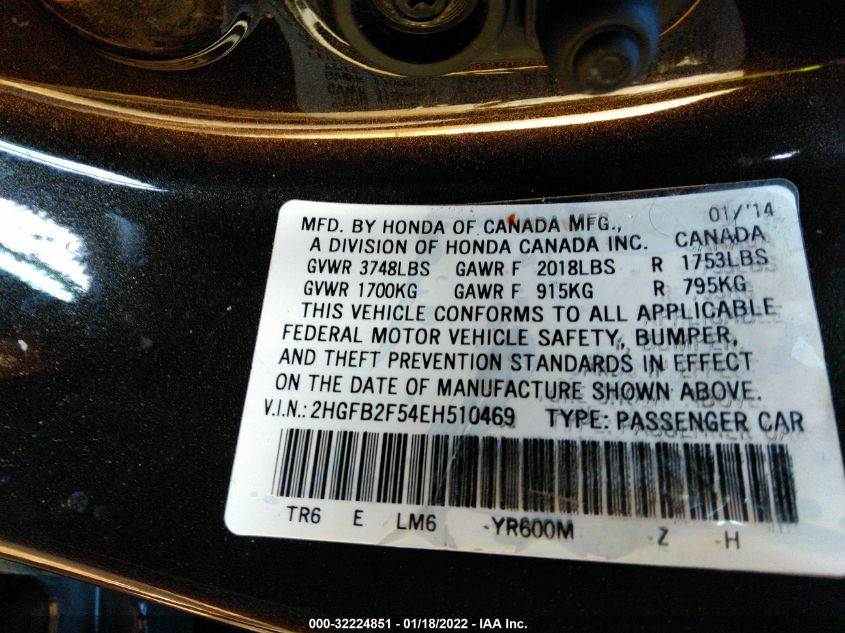 MFD. BY HONDA OF CANADA MFG., 01/'14
A DIVISION OF HONDA CANADA INC. CANADA
GVWR 3748LBS GAWR F 2018LBS R 1753LBS
GVWR 1700KG GAWR F 915KG R 795KG
THIS VEHICLE CONFORMS TO ALL APPLICABLE
FEDERAL MOTOR VEHICLE SAFETY, BUMPER,
AND THEFT PREVENTION STANDARDS IN EFFECT
ON THE DATE OF MANUFACTURE SHOWN ABOVE.
V.I.N.: 2HGFB2F54EH510469 TYPE: PASSENGER CAR
TR6 E LM6 -YR600M -Z -H
000-32224851 - 01/18/2022 - IAA Inc.